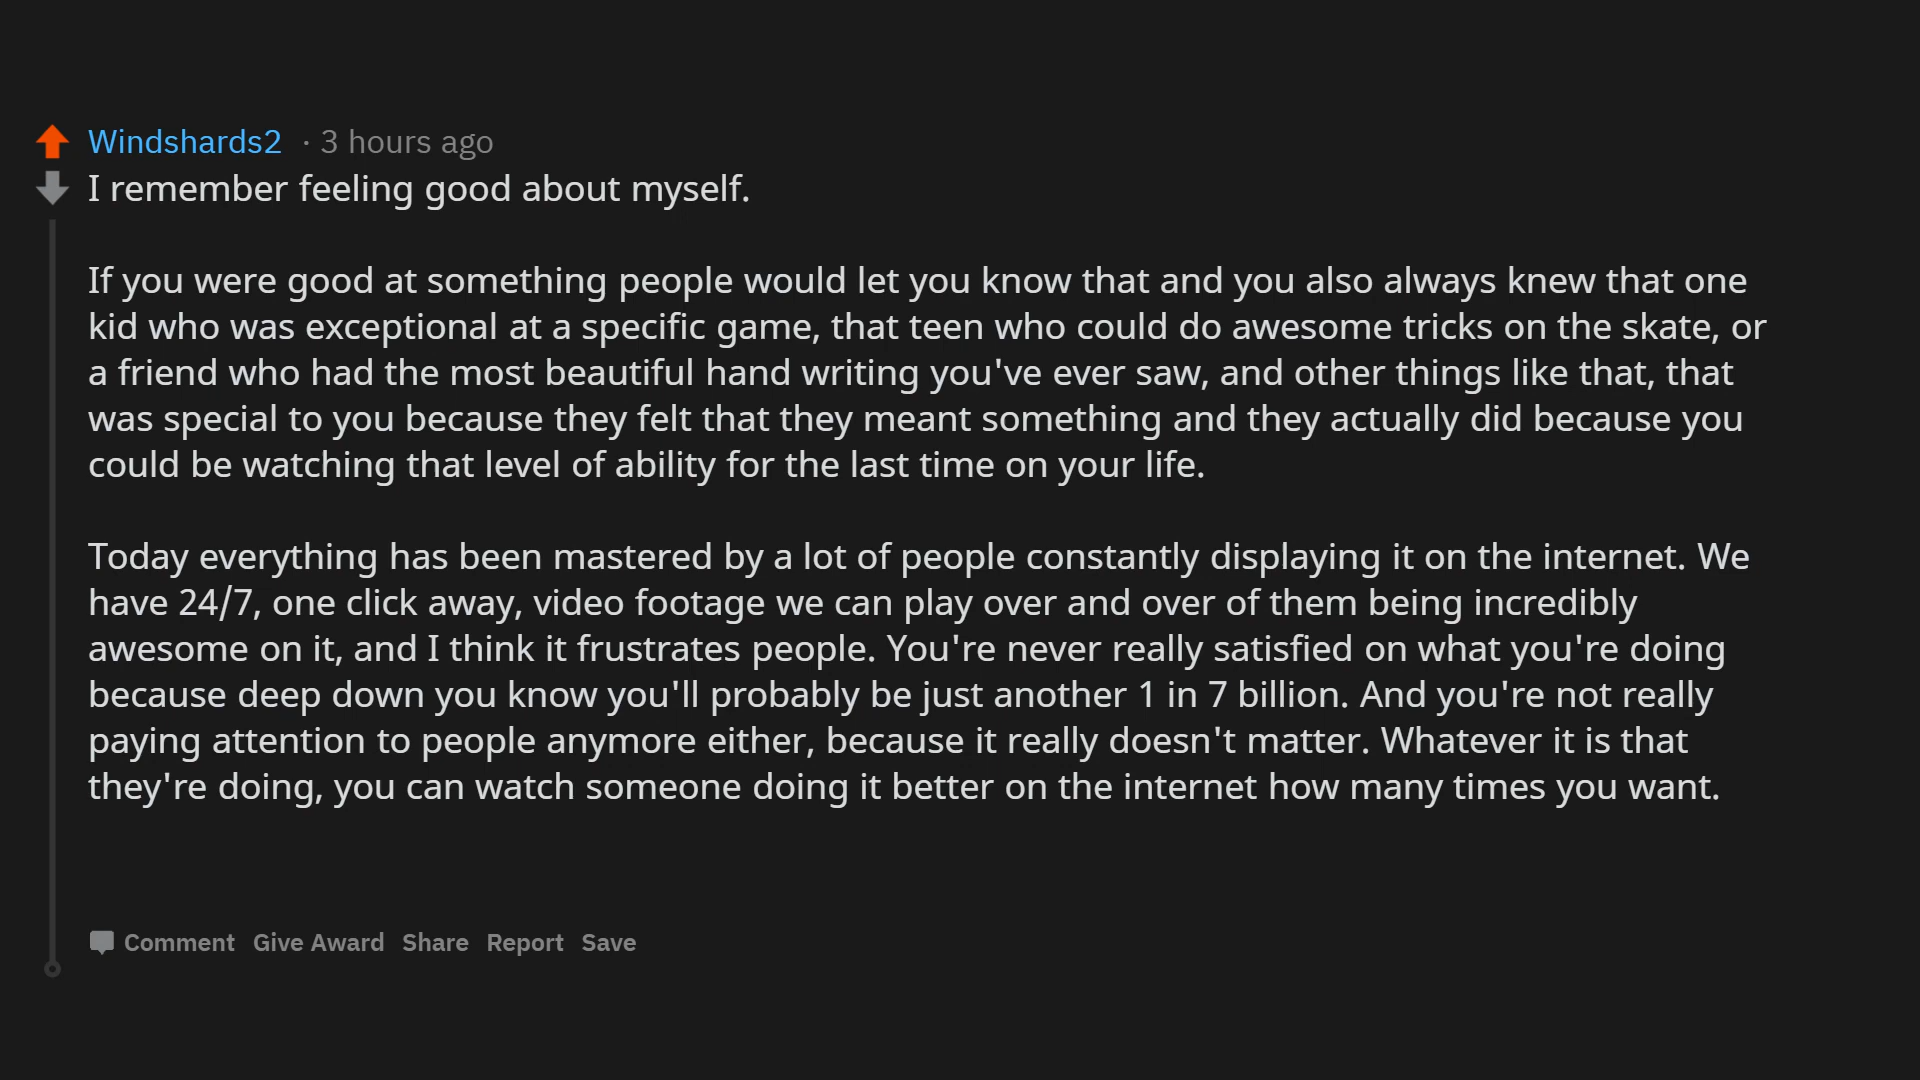 Windshards2 · 3 hours ago
I remember feeling good about myself.
If you were good at something people would let you know that and you also always knew that one
kid who was exceptional at a specific game, that teen who could do awesome tricks on the skate, or
a friend who had the most beautiful hand writing you've ever saw, and other things like that, that
was special to you because they felt that they meant something and they actually did because you
could be watching that level of ability for the last time on your life.
Today everything has been mastered by a lot of people constantly displaying it on the internet. We
have 24/7, one click away, video footage we can play over and over of them being incredibly
awesome on it, and I think it frustrates people. You're never really satisfied on what you're doing
because deep down you know you'll probably be just another 1 in 7 billion. And you're not really
paying attention to people anymore either, because it really doesn't matter. Whatever it is that
they're doing, you can watch someone doing it better on the internet how many times you want.
Comment Give Award Share Report Save